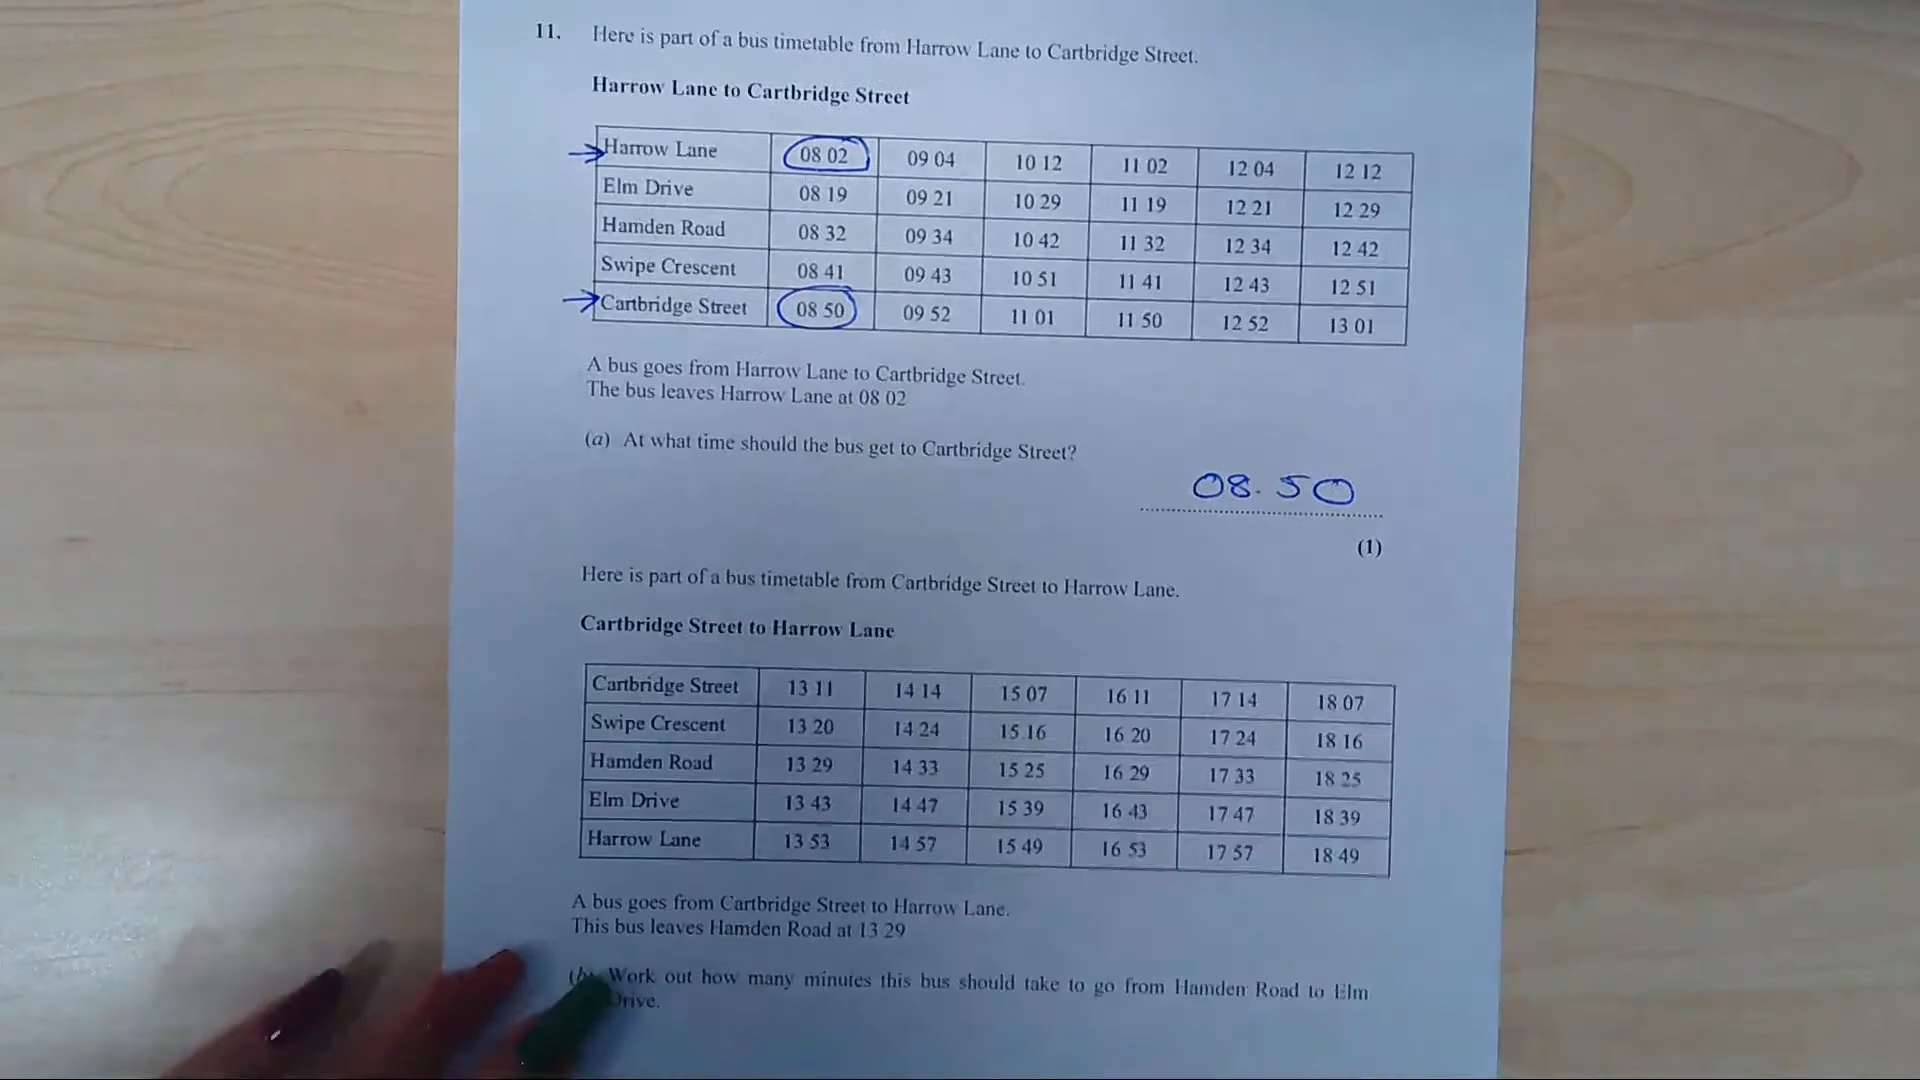 11. Here is part of a bus timetable from Harrow Lane to Cartbridge Street.
Harrow Lane to Cartbridge Street
Harrow Lane 08 02 09 04 10 12 11 02 12 04 12 12
Elm Drive 08 19 09 21 10 29 11 19 12 21 12 29
Hamden Road 08 32 09 34 10 42 11 32 12 34 12 42
Swipe Crescent 08 41 09 43 10 51 11 41 12 43 12 51
Cartbridge Street 08 50 09 52 11 01 11 50 12 52 13 01
A bus goes from Harrow Lane to Cartbridge Street.
The bus leaves Harrow Lane at 08 02
(a) At what time should the bus get to Cartbridge Street?
08.50
(1)
Here is part of a bus timetable from Cartbridge Street to Harrow Lane.
Cartbridge Street to Harrow Lane
Cartbridge Street 13 11 14 14 15 07 16 11 17 14 18 07
Swipe Crescent 13 20 14 24 15 16 16 20 17 24 18 16
Hamden Road 13 29 14 33 15 25 16 29 17 33 18 25
Elm Drive 13 43 14 47 15 39 16 43 17 47 18 39
Harrow Lane 13 53 14 57 15 49 16 53 17 57 18 49
A bus goes from Cartbridge Street to Harrow Lane.
This bus leaves Hamden Road at 13 29
(b) Work out how many minutes this bus should take to go from Hamden Road to Elm
Drive.